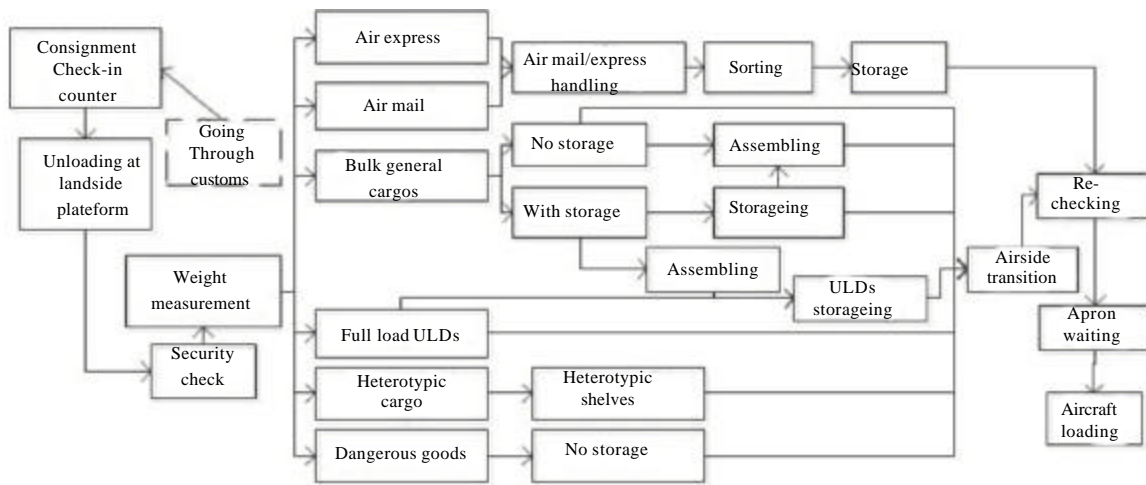 Consignment
Check-in
counter
Going
Through
customs
Unloading at
landside
plateform
Weight
measurement
Security
check
Air express
Air mail
Bulk general
cargos
Full load ULDs
Heterotypic
cargo
Dangerous goods
Air mail/express
handling
Sorting
Storage
No storage
Assembling
With storage
Storageing
Assembling
ULDs
storageing
Heterotypic
shelves
No storage
Airside
transition
Re-
checking
Apron
waiting
Aircraft
loading